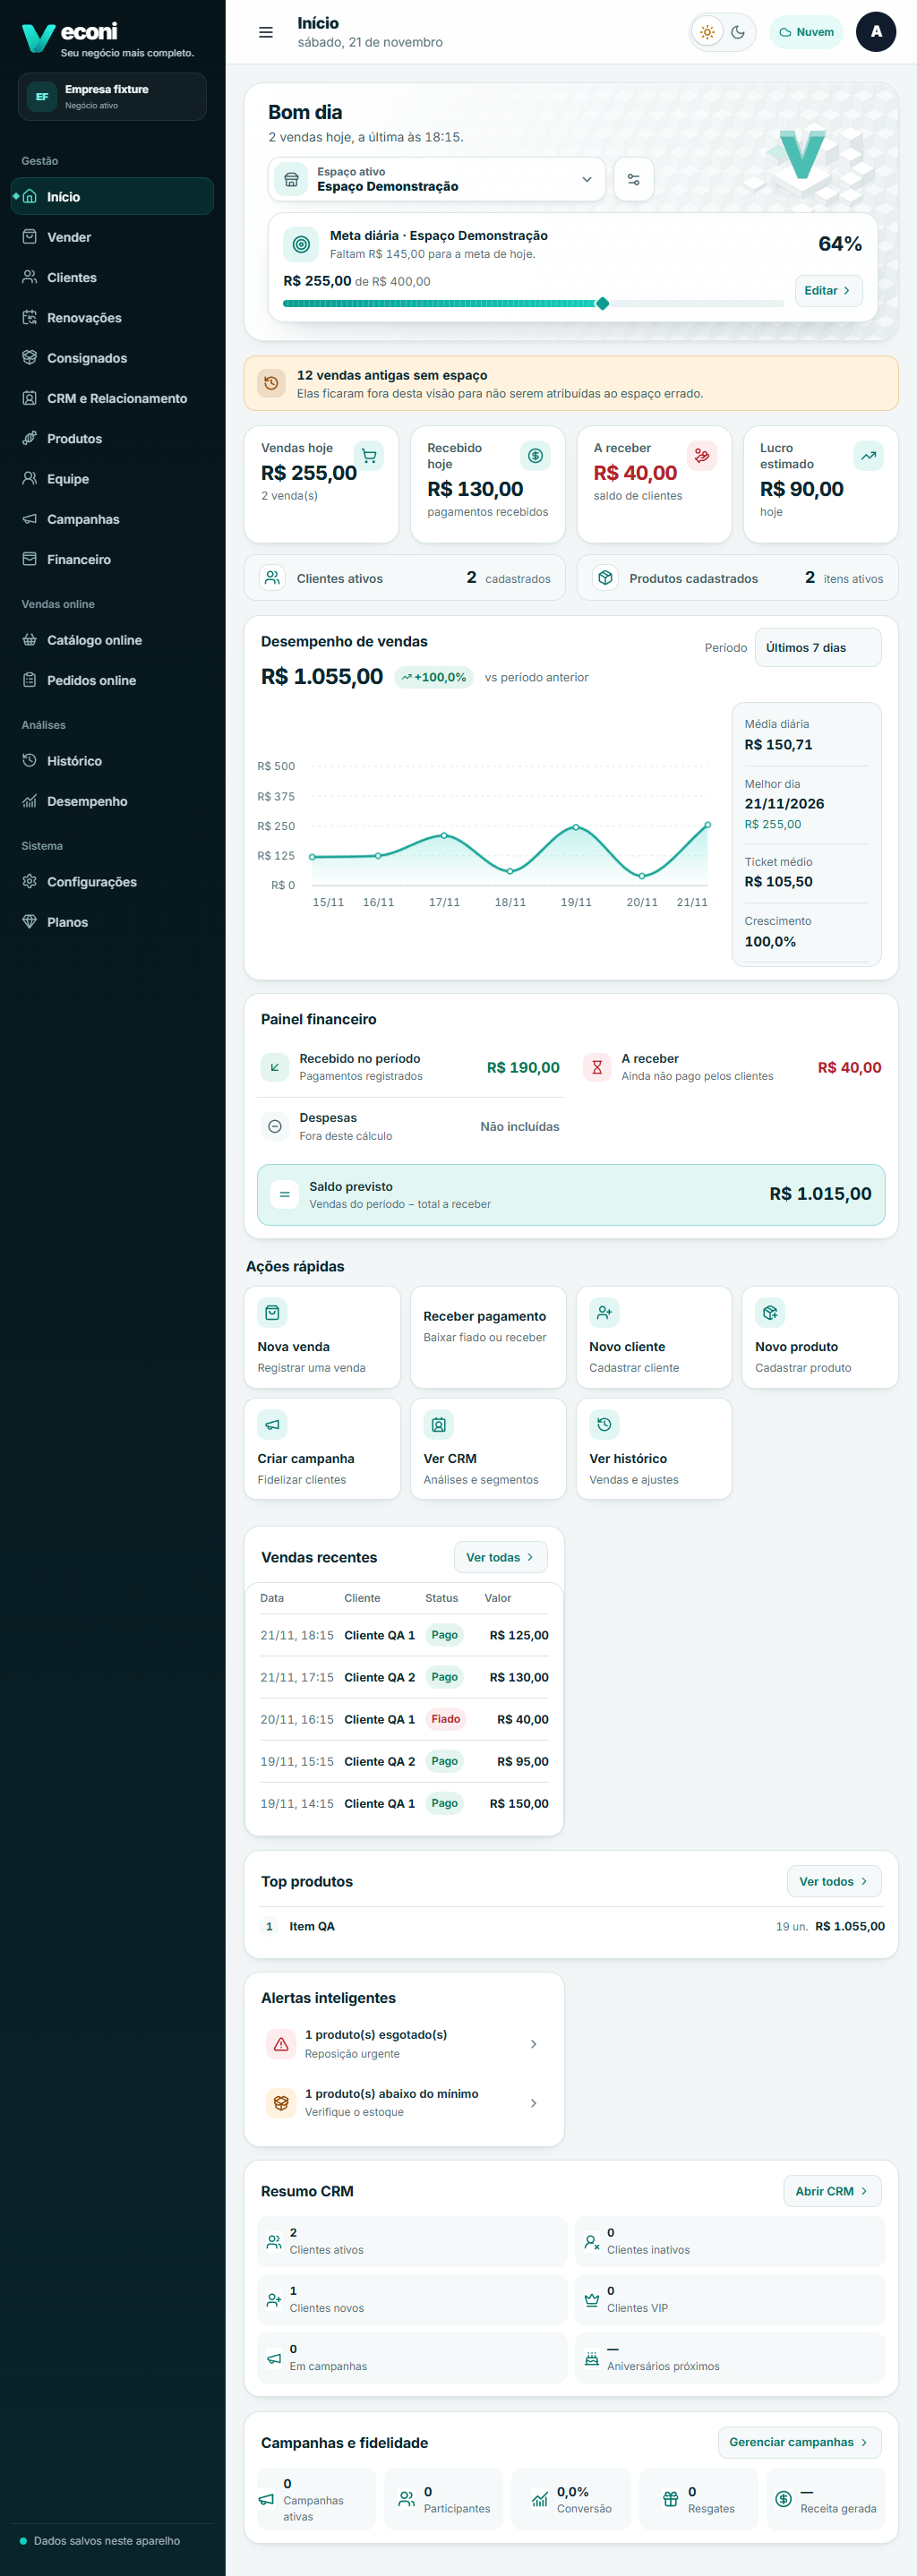 Veconi
Seu negócio mais completo.
EF
Empresa fixture
Negócio ativo
Gestão
Início
Vender
Clientes
Renovações
Consignados
CRM e Relacionamento
Produtos
Equipe
Campanhas
Financeiro
Vendas online
Catálogo online
Pedidos online
Análises
Histórico
Desempenho
Sistema
Configurações
Planos
Dados salvos neste aparelho
Início
sábado, 21 de novembro
Nuvem
A
Bom dia
2 vendas hoje, a última às 18:15.
Espaço ativo
Espaço Demonstração
Meta diária · Espaço Demonstração
Faltam R$ 145,00 para a meta de hoje.
64%
R$ 255,00 de R$ 400,00
Editar
12 vendas antigas sem espaço
Elas ficaram fora desta visão para não serem atribuídas ao espaço errado.
Vendas hoje
R$ 255,00
2 venda(s)
Recebido hoje
R$ 130,00
pagamentos recebidos
A receber
R$ 40,00
saldo de clientes
Lucro estimado
R$ 90,00
hoje
Clientes ativos
2 cadastrados
Produtos cadastrados
2 itens ativos
Desempenho de vendas
Período
Últimos 7 dias
R$ 1.055,00
+100,0%
vs período anterior
R$ 500
R$ 375
R$ 250
R$ 125
R$ 0
15/11 16/11 17/11 18/11 19/11 20/11 21/11
Média diária
R$ 150,71
Melhor dia
21/11/2026
R$ 255,00
Ticket médio
R$ 105,50
Crescimento
100,0%
Painel financeiro
Recebido no período
Pagamentos registrados
R$ 190,00
A receber
Ainda não pago pelos clientes
R$ 40,00
Despesas
Fora deste cálculo
Não incluídas
Saldo previsto
Vendas do período − total a receber
R$ 1.015,00
Ações rápidas
Nova venda
Registrar uma venda
Receber pagamento
Baixar fiado ou receber
Novo cliente
Cadastrar cliente
Novo produto
Cadastrar produto
Criar campanha
Fidelizar clientes
Ver CRM
Análises e segmentos
Ver histórico
Vendas e ajustes
Vendas recentes
Ver todas
Data Cliente Status Valor
21/11, 18:15 Cliente QA 1 Pago R$ 125,00
21/11, 17:15 Cliente QA 2 Pago R$ 130,00
20/11, 16:15 Cliente QA 1 Fiado R$ 40,00
19/11, 15:15 Cliente QA 2 Pago R$ 95,00
19/11, 14:15 Cliente QA 1 Pago R$ 150,00
Top produtos
Ver todos
1 Item QA 19 un. R$ 1.055,00
Alertas inteligentes
1 produto(s) esgotado(s)
Reposição urgente
1 produto(s) abaixo do mínimo
Verifique o estoque
Resumo CRM
Abrir CRM
2
Clientes ativos
0
Clientes inativos
1
Clientes novos
0
Clientes VIP
0
Em campanhas
—
Aniversários próximos
Campanhas e fidelidade
Gerenciar campanhas
0
Campanhas ativas
0
Participantes
0,0%
Conversão
0
Resgates
—
Receita gerada